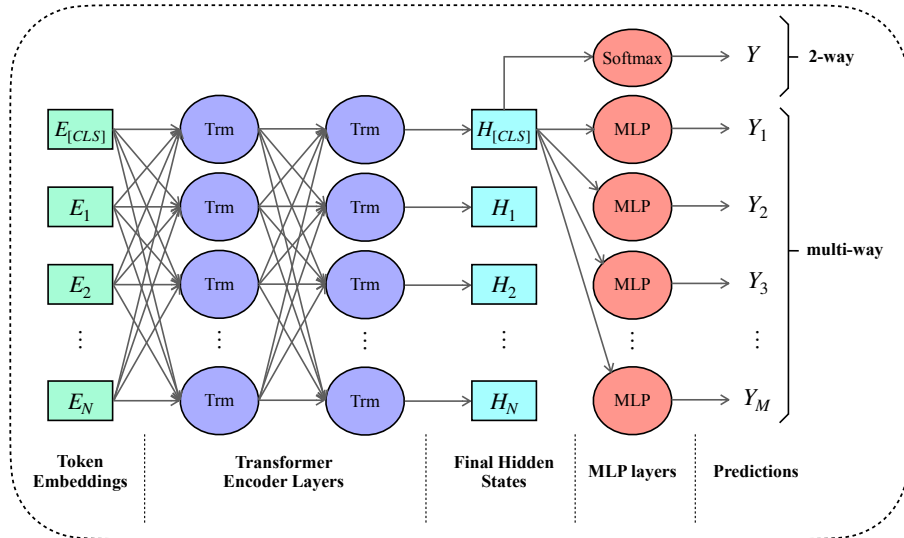 Softmax Y 2-way
E[CLS] Trm Trm H[CLS] MLP Y1
E1 Trm Trm H1 MLP Y2
multi-way
E2 Trm Trm H2 MLP Y3
⋮ ⋮ ⋮ ⋮ ⋮ ⋮
EN Trm Trm HN MLP YM
Token
Embeddings
Transformer
Encoder Layers
Final Hidden
States
MLP layers
Predictions